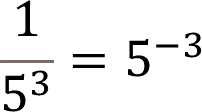 1/5³ = 5⁻³